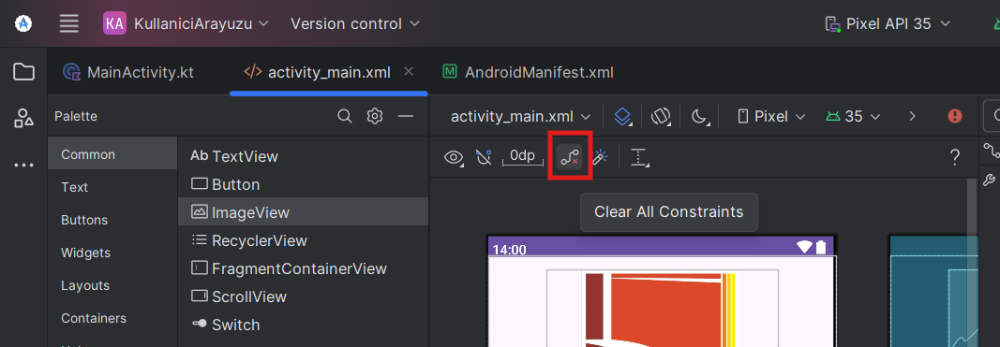 KA KullaniciArayuzu Version control Pixel API 35
MainActivity.kt activity_main.xml AndroidManifest.xml
Palette activity_main.xml Pixel 35
Common Ab TextView 0dp ?
Text Button
Buttons ImageView Clear All Constraints
Widgets RecyclerView 14:00
Layouts FragmentContainerView
Containers ScrollView
Switch